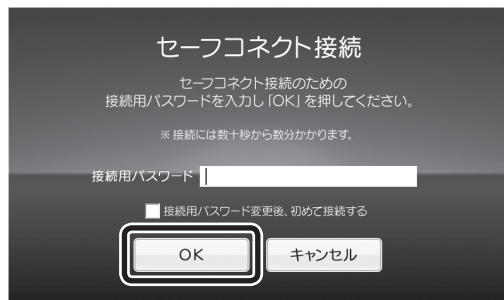 セーフコネクト接続
セーフコネクト接続のための
接続用パスワードを入力し「OK」を押してください。
※接続には数十秒から数分かかります。
接続用パスワード
接続用パスワード変更後、初めて接続する
OK キャンセル